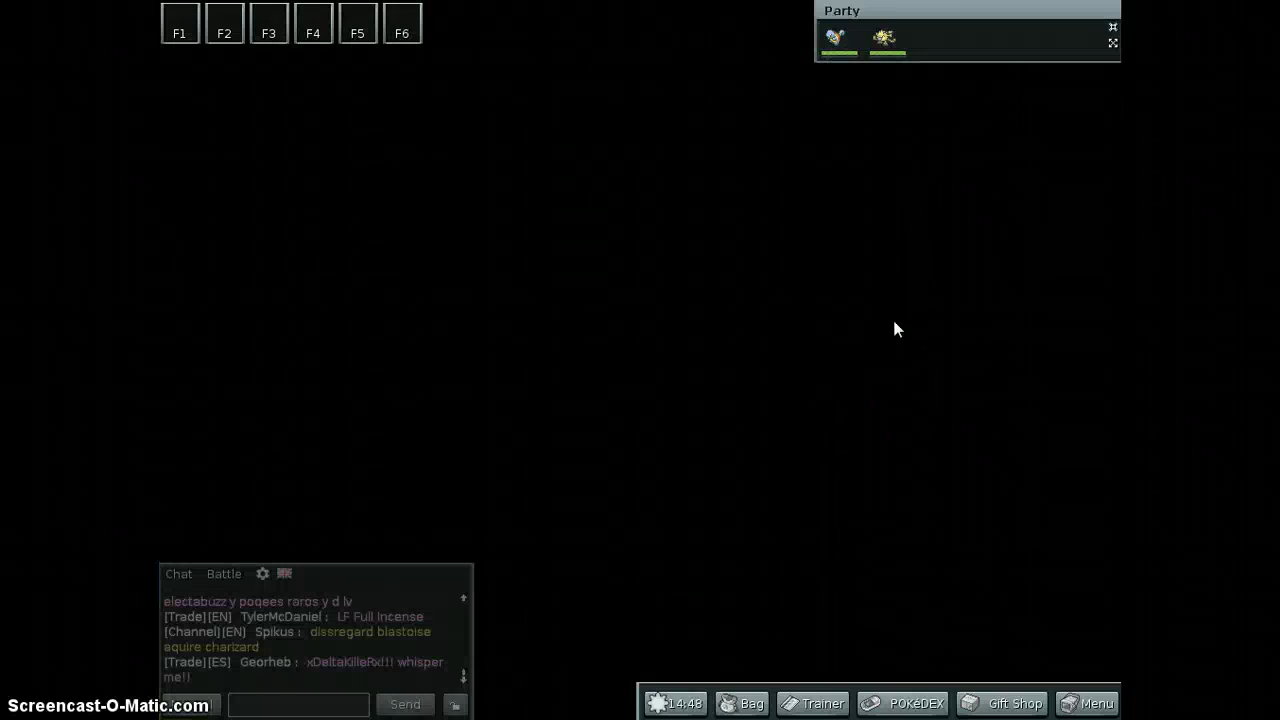 F1 F2 F3 F4 F5 F6
Party
Chat Battle
electabuzz y poqees raros y d lv
[Trade][EN] TylerMcDaniel : LF Full Incense
[Channel][EN] Spikus : dissregard blastoise
aquire charizard
[Trade][ES] Georheb : xDeltaKilleRx!!! whisper
me!!
Send
14:48 Bag Trainer POKéDEX Gift Shop Menu
Screencast-O-Matic.com